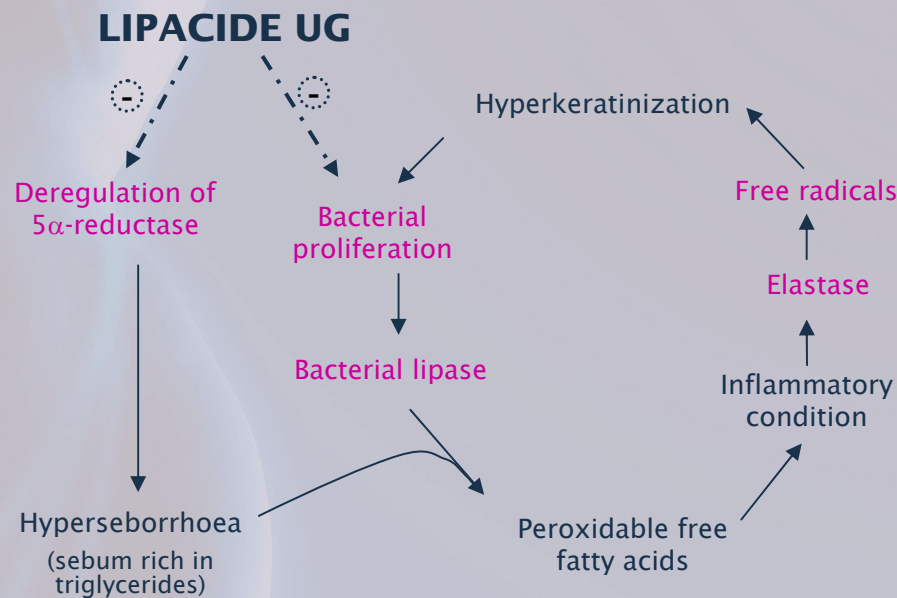 LIPACIDE UG
-
-
Hyperkeratinization
Deregulation of
5α-reductase
Bacterial
proliferation
Free radicals
Elastase
Bacterial lipase
Inflammatory
condition
Hyperseborrhoea
(sebum rich in
triglycerides)
Peroxidable free
fatty acids